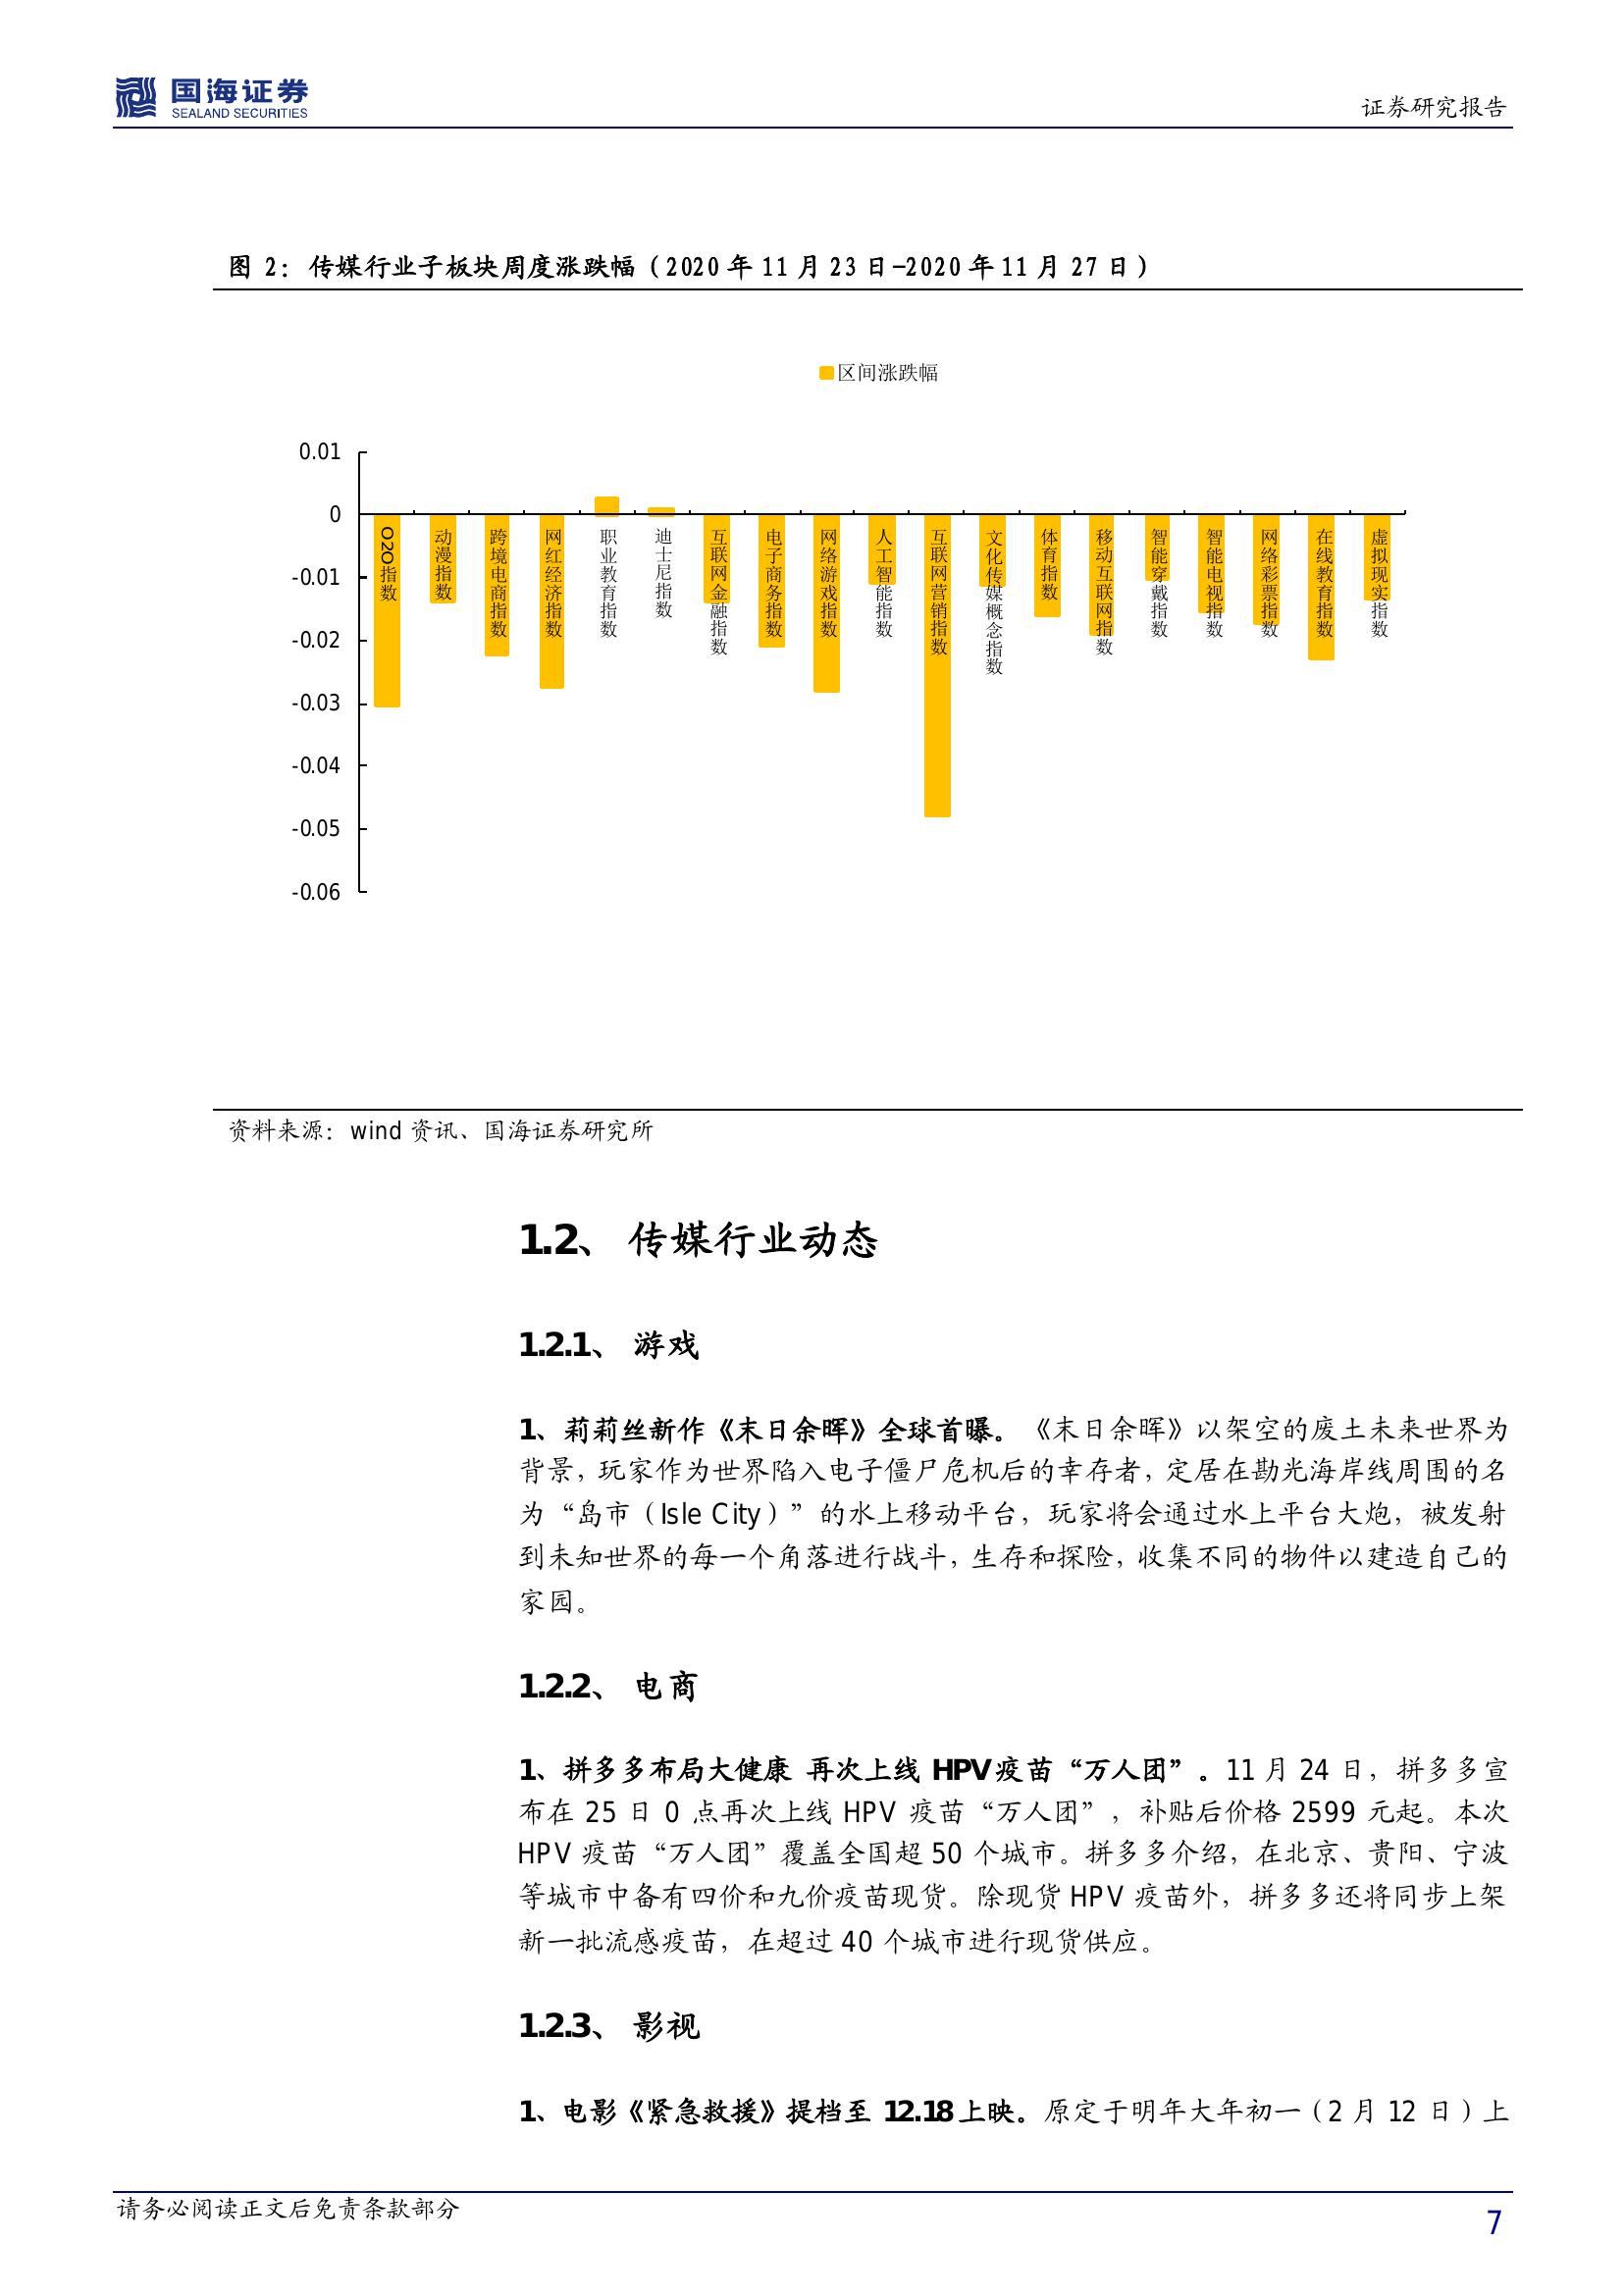 国海证券
SEALAND SECURITIES
证券研究报告
图 2：传媒行业子板块周度涨跌幅（2020 年 11 月 23 日-2020 年 11 月 27 日）
区间涨跌幅
0.01
0
-0.01
-0.02
-0.03
-0.04
-0.05
-0.06
O2O指数
动漫指数
跨境电商指数
网红经济指数
职业教育指数
迪士尼指数
互联网金融指数
电子商务指数
网络游戏指数
人工智能指数
互联网营销指数
文化传媒概念指数
体育指数
移动互联网指数
智能穿戴指数
智能电视指数
网络彩票指数
在线教育指数
虚拟现实指数
资料来源：wind 资讯、国海证券研究所
1.2、 传媒行业动态
1.2.1、 游戏
1、莉莉丝新作《末日余晖》全球首曝。《末日余晖》以架空的废土未来世界为
背景，玩家作为世界陷入电子僵尸危机后的幸存者，定居在勘光海岸线周围的名
为“岛市（Isle City）”的水上移动平台，玩家将会通过水上平台大炮，被发射
到未知世界的每一个角落进行战斗，生存和探险，收集不同的物件以建造自己的
家园。
1.2.2、 电商
1、拼多多布局大健康 再次上线 HPV疫苗“万人团”。11 月 24 日，拼多多宣
布在 25 日 0 点再次上线 HPV 疫苗“万人团”，补贴后价格 2599 元起。本次
HPV 疫苗“万人团”覆盖全国超 50 个城市。拼多多介绍，在北京、贵阳、宁波
等城市中备有四价和九价疫苗现货。除现货 HPV 疫苗外，拼多多还将同步上架
新一批流感疫苗，在超过 40 个城市进行现货供应。
1.2.3、 影视
1、电影《紧急救援》提档至 12.18上映。原定于明年大年初一（2 月 12 日）上
请务必阅读正文后免责条款部分
7